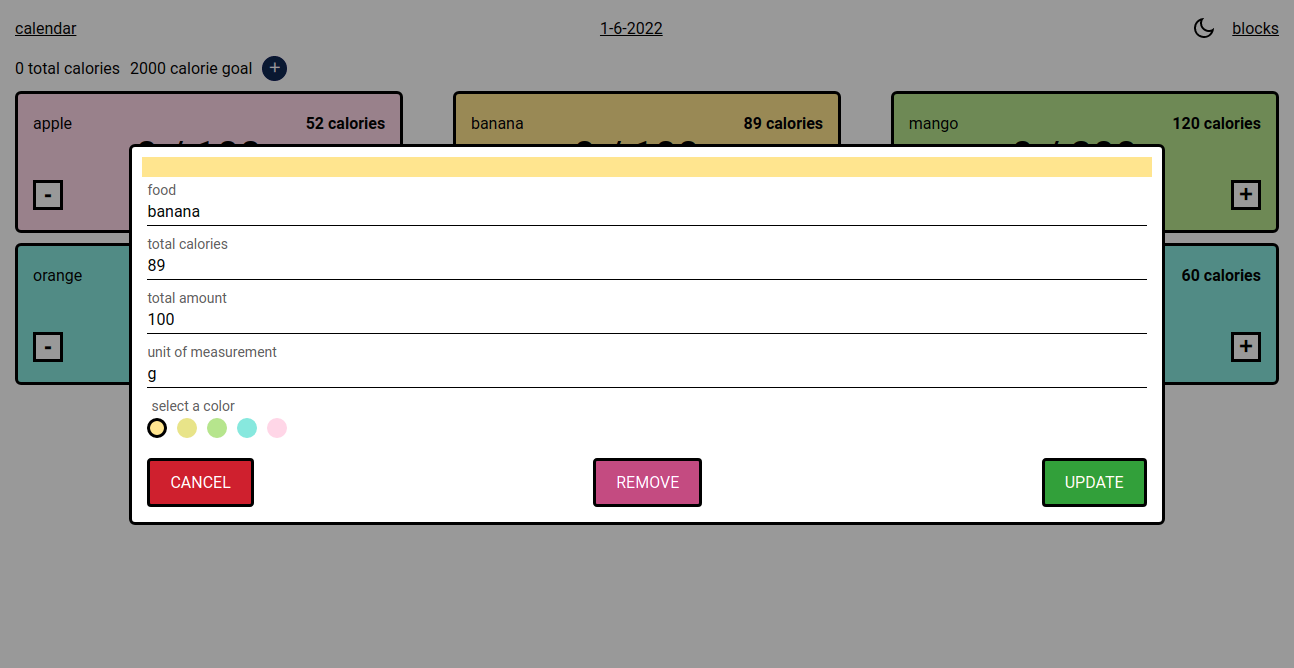 calendar 1-6-2022 blocks
0 total calories 2000 calorie goal +
apple 52 calories banana 89 calories mango 120 calories
food
banana
- +
total calories
89
orange 60 calories
total amount
100
- +
unit of measurement
g
select a color
CANCEL REMOVE UPDATE